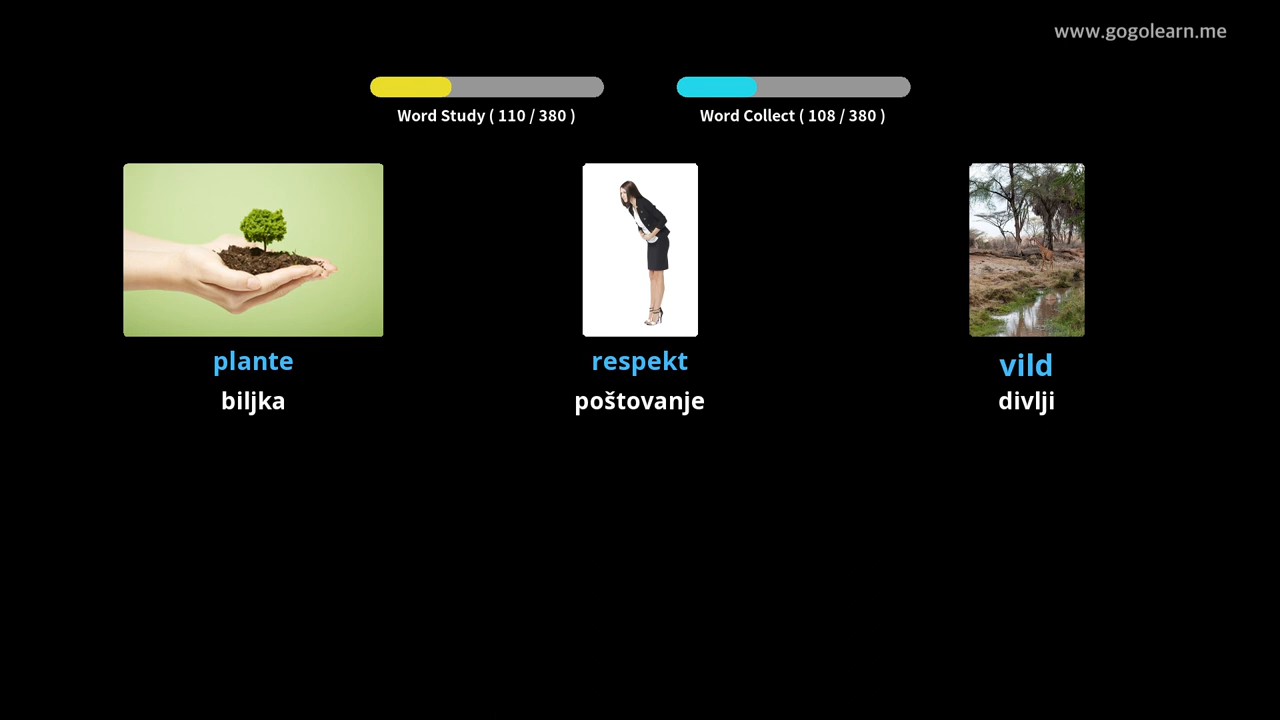 www.gogolearn.me
Word Study ( 110 / 380 )
Word Collect ( 108 / 380 )
plante
biljka
respekt
poštovanje
vild
divlji